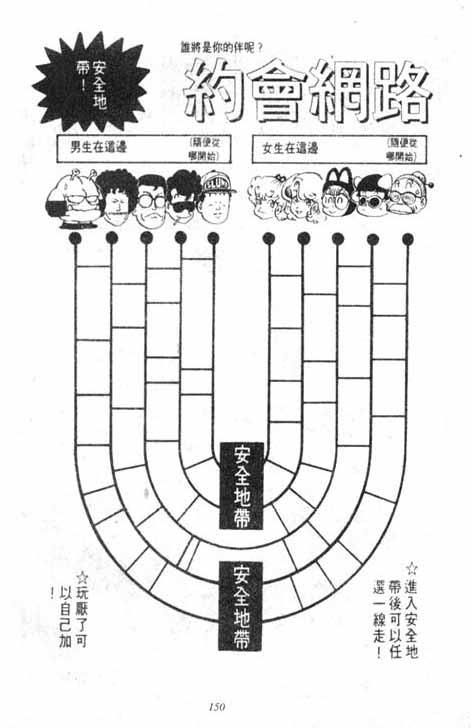 誰將是你的伴呢？
安全地
帶！
約會網路
男生在這邊
(隨便從
哪開始)
女生在這邊
(隨便從
哪開始)
CLUB
安全地帶
安全地帶
☆進入安全地
帶後可以任
選一線走！
☆玩厭了可
以自己加
！
150